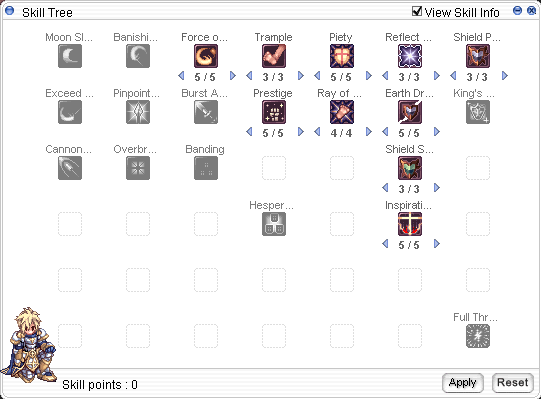 Skill Tree
View Skill Info
Moon Sl... Banishi... Force o... Trample Piety Reflect ... Shield P...
5 / 5 3 / 3 5 / 5 3 / 3 3 / 3
Exceed ... Pinpoint... Burst A... Prestige Ray of ... Earth Dr... King's ...
5 / 5 4 / 4 5 / 5
Cannon... Overbr... Banding Shield S...
3 / 3
Hesper... Inspirati...
5 / 5
Full Thr...
Skill points : 0
Apply Reset